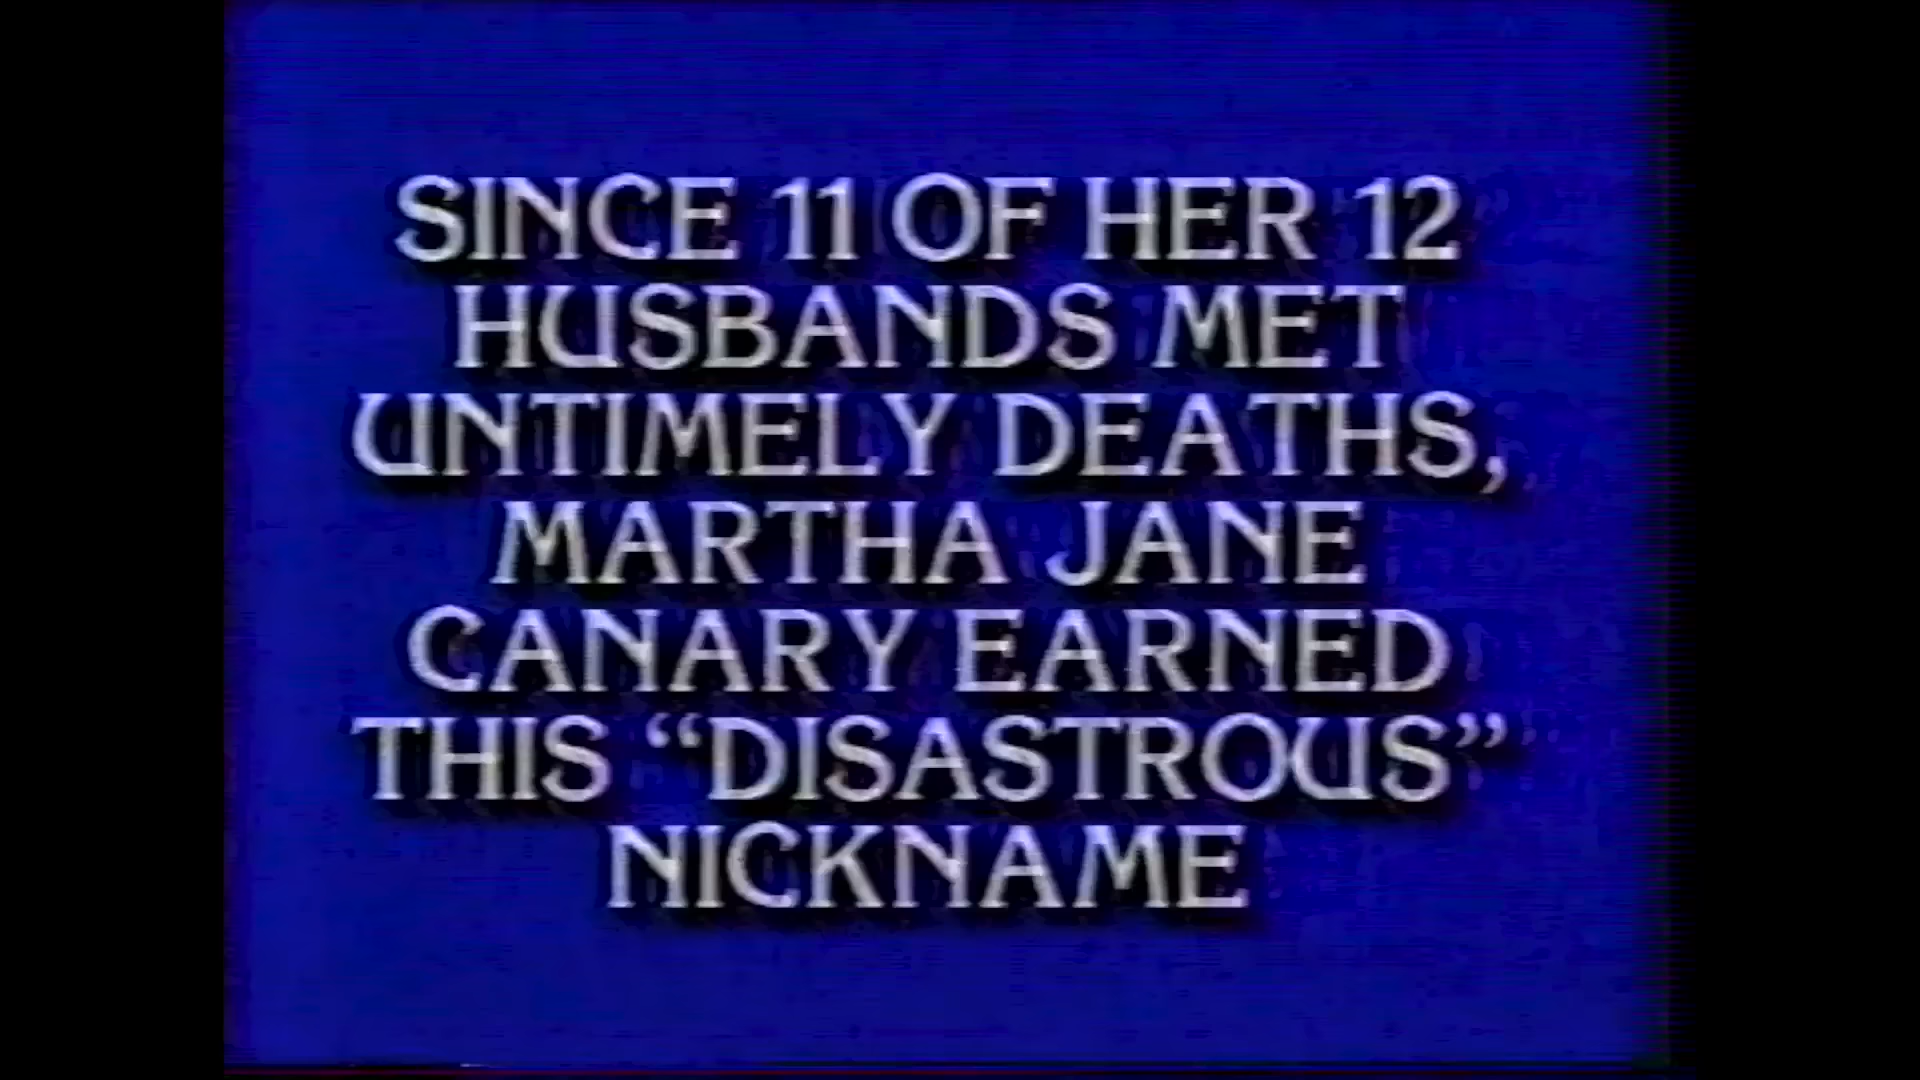 SINCE 11 OF HER 12
HUSBANDS MET
UNTIMELY DEATHS,
MARTHA JANE
CANARY EARNED
THIS “DISASTROUS”
NICKNAME